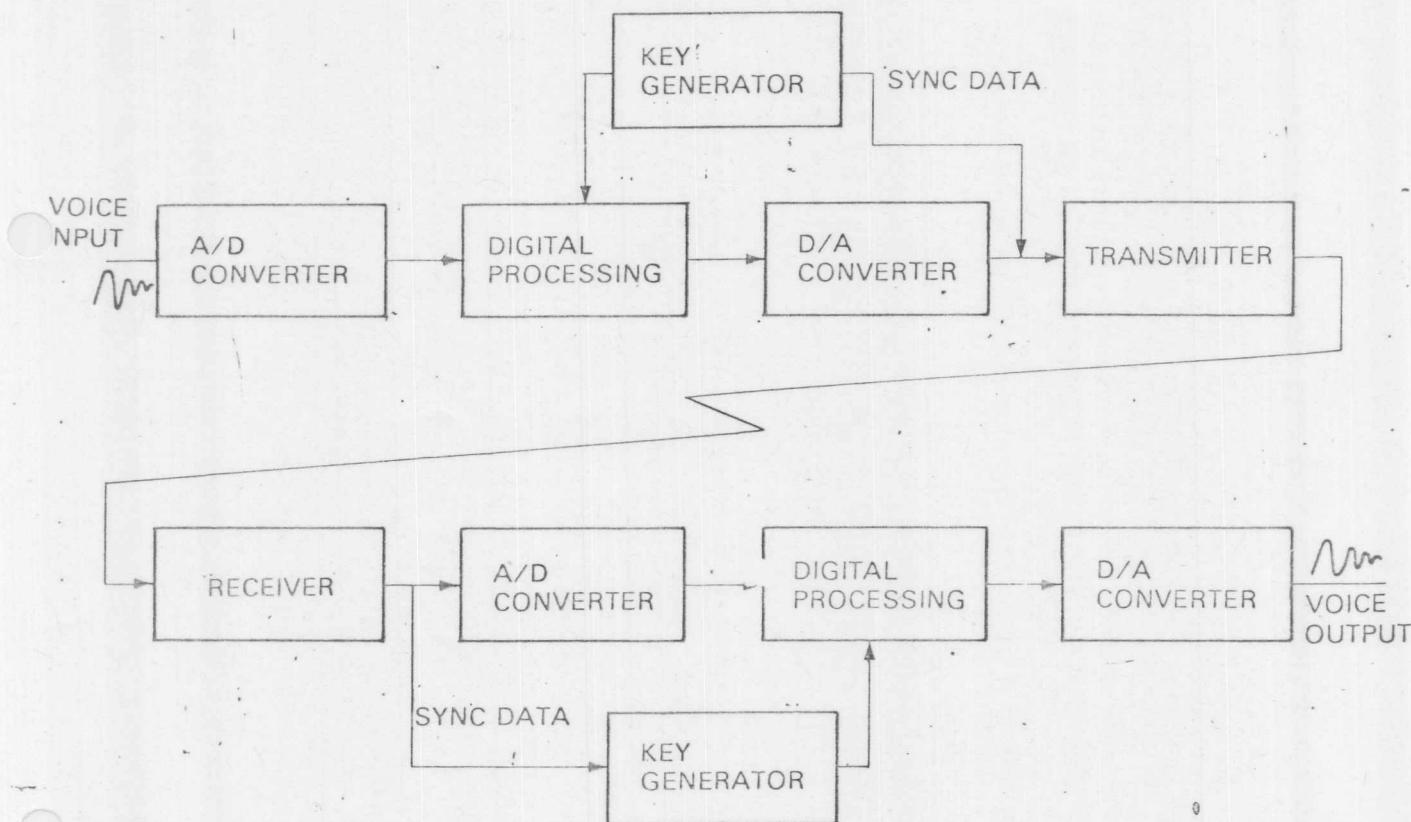 KEY
GENERATOR
SYNC DATA
VOICE
NPUT
A/D
CONVERTER
DIGITAL
PROCESSING
D/A
CONVERTER
TRANSMITTER
RECEIVER
A/D
CONVERTER
DIGITAL
PROCESSING
D/A
CONVERTER
VOICE
OUTPUT
SYNC DATA
KEY
GENERATOR